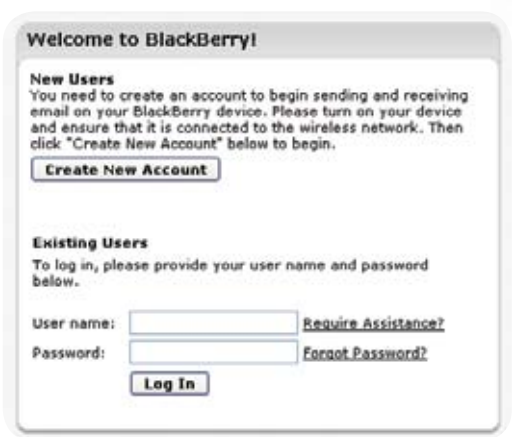 Welcome to BlackBerry!
New Users
You need to create an account to begin sending and receiving
email on your BlackBerry device. Please turn on your device
and ensure that it is connected to the wireless network. Then
click "Create New Account" below to begin.
Create New Account
Existing Users
To log in, please provide your user name and password
below.
User name: Require Assistance?
Password: Forgot Password?
Log In